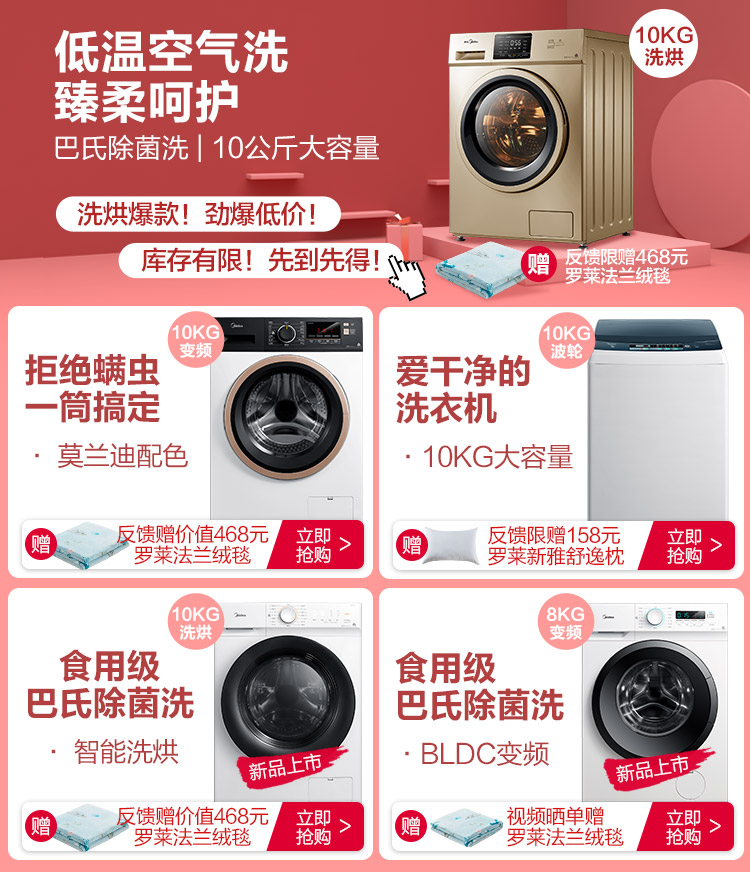 低温空气洗
臻柔呵护
巴氏除菌洗 | 10公斤大容量
洗烘爆款！劲爆低价！
库存有限！先到先得！
10KG
洗烘
赠
反馈限赠468元
罗莱法兰绒毯
拒绝螨虫
一筒搞定
· 莫兰迪配色
10KG
变频
Midea
赠
反馈赠价值468元
罗莱法兰绒毯
立即
抢购 >
爱干净的
洗衣机
· 10KG大容量
10KG
波轮
赠
反馈限赠158元
罗莱新雅舒逸枕
立即
抢购 >
食用级
巴氏除菌洗
· 智能洗烘
10KG
洗烘
Midea
新品上市
赠
反馈赠价值468元
罗莱法兰绒毯
立即
抢购 >
食用级
巴氏除菌洗
· BLDC变频
8KG
变频
Midea
新品上市
赠
视频晒单赠
罗莱法兰绒毯
立即
抢购 >